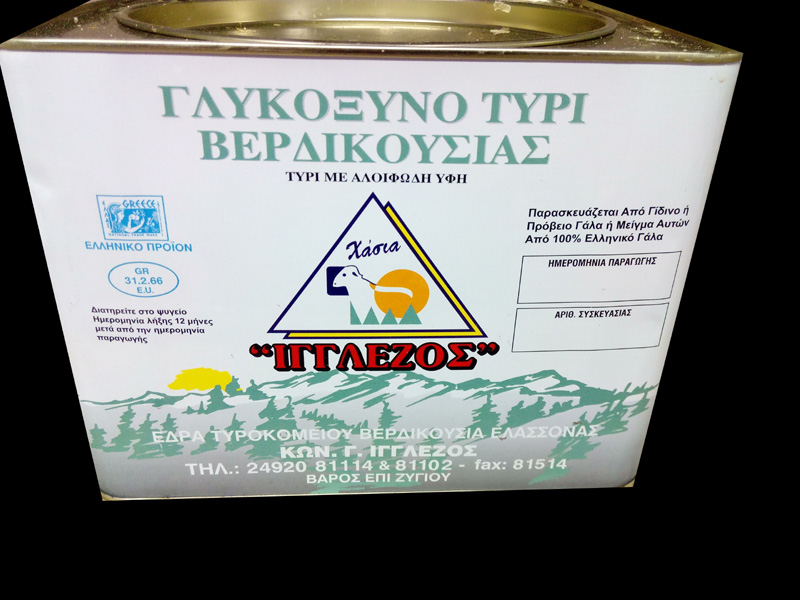 ΓΛΥΚΟΞΥΝΟ ΤΥΡΙ
ΒΕΡΔΙΚΟΥΣΙΑΣ
ΤΥΡΙ ΜΕ ΑΛΟΙΦΩΔΗ ΥΦΗ
GREECE
ΕΛΛΗΝΙΚΟ ΠΡΟΪΟΝ
GR
31.2.66
E.U.
Διατηρείτε στο ψυγείο
Ημερομηνία λήξης 12 μήνες
μετά από την ημερομηνία
παραγωγής
Χάσια
"ΙΓΓΛΕΖΟΣ"
Παρασκευάζεται Από Γίδινο ή
Πρόβειο Γάλα ή Μείγμα Αυτών
Από 100% Ελληνικό Γάλα
ΗΜΕΡΟΜΗΝΙΑ ΠΑΡΑΓΩΓΗΣ
ΑΡΙΘ. ΣΥΣΚΕΥΑΣΙΑΣ
ΕΔΡΑ ΤΥΡΟΚΟΜΕΙΟΥ ΒΕΡΔΙΚΟΥΣΙΑ ΕΛΑΣΣΟΝΑΣ
ΚΩΝ. Γ. ΙΓΓΛΕΖΟΣ
ΤΗΛ.: 24920 81114 & 81102 - fax: 81514
ΒΑΡΟΣ ΕΠΙ ΖΥΓΙΟΥ